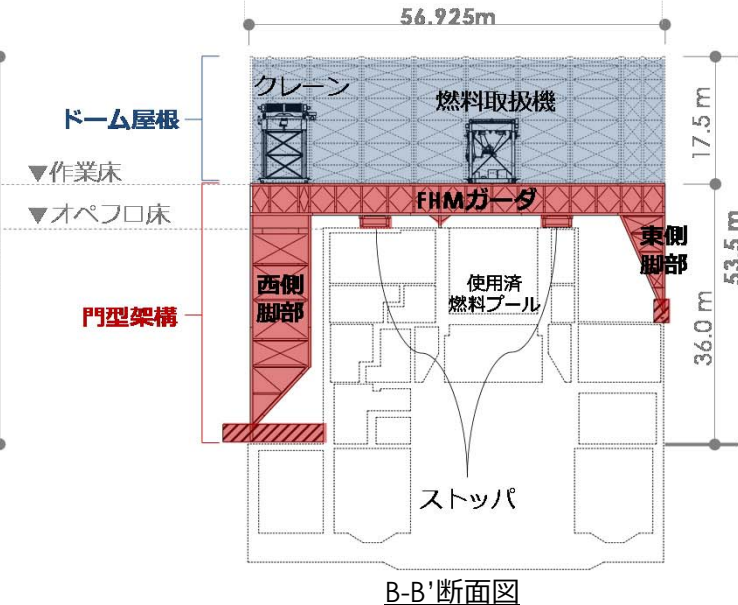 56.925m
クレーン
燃料取扱機
ドーム屋根
17.5 m
▼作業床
FHMガーダ
▼オペフロ床
東側
脚部
53.5 m
西側
脚部
使用済
燃料プール
門型架構
36.0 m
ストッパ
B-B'断面図